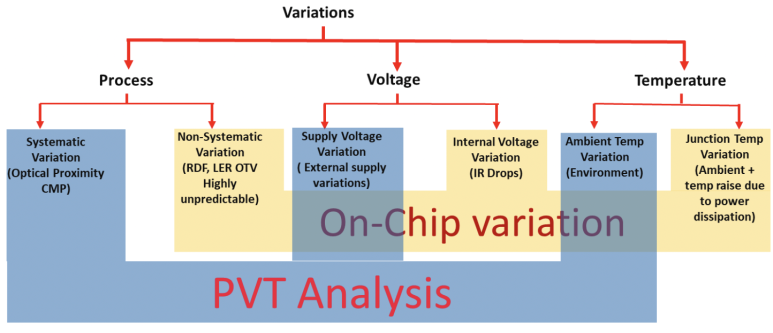 Variations
Process
Voltage
Temperature
Systematic
Variation
(Optical Proximity
CMP)
Non-Systematic
Variation
(RDF, LER OTV
Highly
unpredictable)
Supply Voltage
Variation
( External supply
variations)
Internal Voltage
Variation
(IR Drops)
Ambient Temp
Variation
(Environment)
Junction Temp
Variation
(Ambient +
temp raise due
to power
dissipation)
On-Chip variation
PVT Analysis